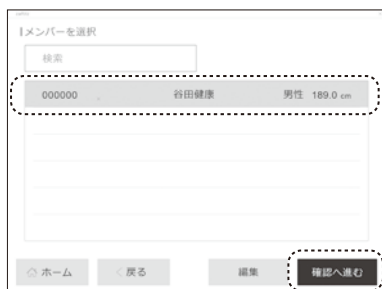 メンバーを選択
検索
000000 谷田健康 男性 189.0 cm
ホーム 戻る 編集 確認へ進む